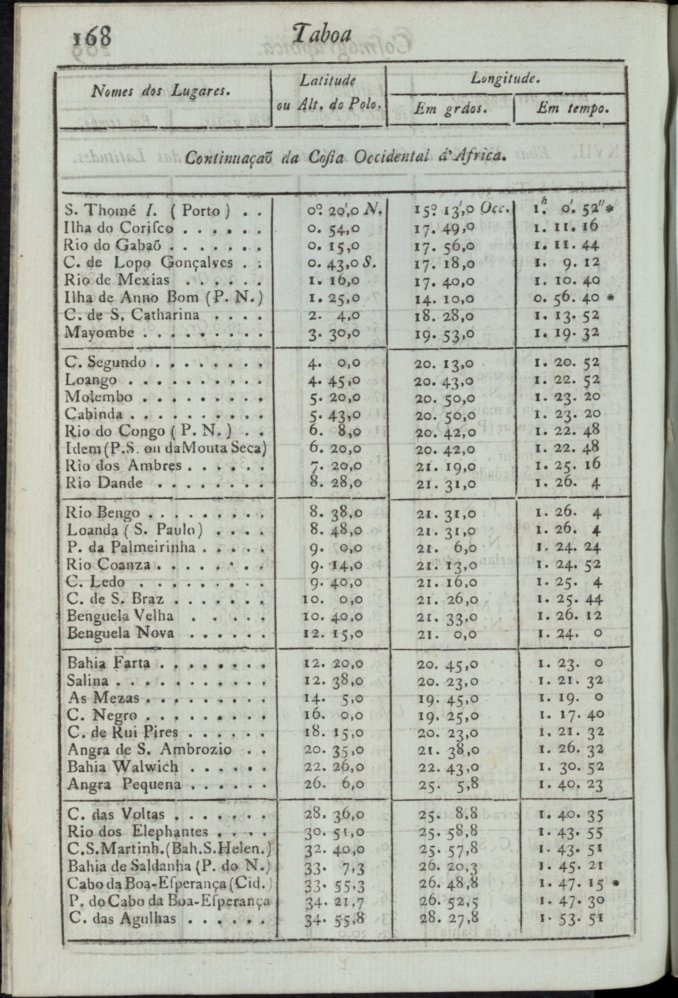 168 Taboa
Nomes dos Lugares. Latitude ou Alt. do Polo. Longitude.
Em gráos. Em tempo.
Continuaçaõ da Coſta Occidental d'Africa.
S. Thomé I. ( Porto ) . . 0º. 20',0 N. 15º. 13',0 Occ. 1.h 0'. 52" *
Ilha do Coriſco . . . . . . 0. 54,0 17. 49,0 1. 11. 16
Rio do Gabaõ . . . . . . . 0. 15,0 17. 56,0 1. 11. 44
C. de Lopo Gonçalves . . 0. 43,0 S. 17. 18,0 1. 9. 12
Rio de Mexias . . . . . . 1. 16,0 17. 40,0 1. 10. 40
Ilha de Anno Bom ( P. N. ) 1. 25,0 14. 10,0 0. 56. 40 *
C. de S. Catharina . . . . 2. 4,0 18. 28,0 1. 13. 52
Mayombe . . . . . . . . . 3. 30,0 19. 53,0 1. 19. 32
C. Segundo . . . . . . . . 4. 0,0 20. 13,0 1. 20. 52
Loango . . . . . . . . . . 4. 45,0 20. 43,0 1. 22. 52
Molembo . . . . . . . . . 5. 20,0 20. 50,0 1. 23. 20
Cabinda . . . . . . . . . . 5. 43,0 20. 50,0 1. 23. 20
Rio do Congo ( P. N. ) . . 6. 8,0 20. 42,0 1. 22. 48
Idem (P.S. ou da Mouta Seca) 6. 20,0 20. 42,0 1. 22. 48
Rio dos Ambres . . . . . . 7. 20,0 21. 19,0 1. 25. 16
Rio Dande . . . . . . . . . 8. 28,0 21. 31,0 1. 26. 4
Rio Bengo . . . . . . . . . 8. 38,0 21. 31,0 1. 26. 4
Loanda ( S. Paulo ) . . . . 8. 48,0 21. 31,0 1. 26. 4
P. da Palmeirinha . . . . . 9. 0,0 21. 6,0 1. 24. 24
Rio Coanza . . . . . . . . 9. 14,0 21. 13,0 1. 24. 52
C. Ledo . . . . . . . . . 9. 40,0 21. 16,0 1. 25. 4
C. de S. Braz . . . . . . . 10. 0,0 21. 26,0 1. 25. 44
Benguela Velha . . . . . 10. 40,0 21. 33,0 1. 26. 12
Benguela Nova . . . . . . 12. 15,0 21. 0,0 1. 24. 0
Bahia Farta . . . . . . . . 12. 20,0 20. 45,0 1. 23. 0
Salina . . . . . . . . . . . 12. 38,0 20. 23,0 1. 21. 32
As Mezas . . . . . . . . . 14. 5,0 19. 45,0 1. 19. 0
C. Negro . . . . . . . . . 16. 0,0 19. 25,0 1. 17. 40
C. de Rui Pires . . . . . . 18. 15,0 20. 23,0 1. 21. 32
Angra de S. Ambrozio . . 20. 35,0 21. 38,0 1. 26. 32
Bahia Walwich . . . . . . 22. 26,0 22. 43,0 1. 30. 52
Angra Pequena . . . . . . 26. 6,0 25. 5,8 1. 40. 23
C. das Voltas . . . . . . . 28. 36,0 25. 8,8 1. 40. 35
Rio dos Elephantes . . . . 30. 51,0 25. 58,8 1. 43. 55
C.S.Martinh.(Bah.S.Helen.) 32. 40,0 25. 57,8 1. 43. 51
Bahia de Saldanha (P. do N.) 33. 7,3 26. 20,3 1. 45. 21
Cabo da Boa-Eſperança (Cid.) 33. 55,3 26. 48,8 1. 47. 15 *
P. do Cabo da Boa-Eſperança 34. 21,7 26. 52,5 1. 47. 30
C. das Agulhas . . . . . . 34. 55,8 28. 27,8 1. 53. 51